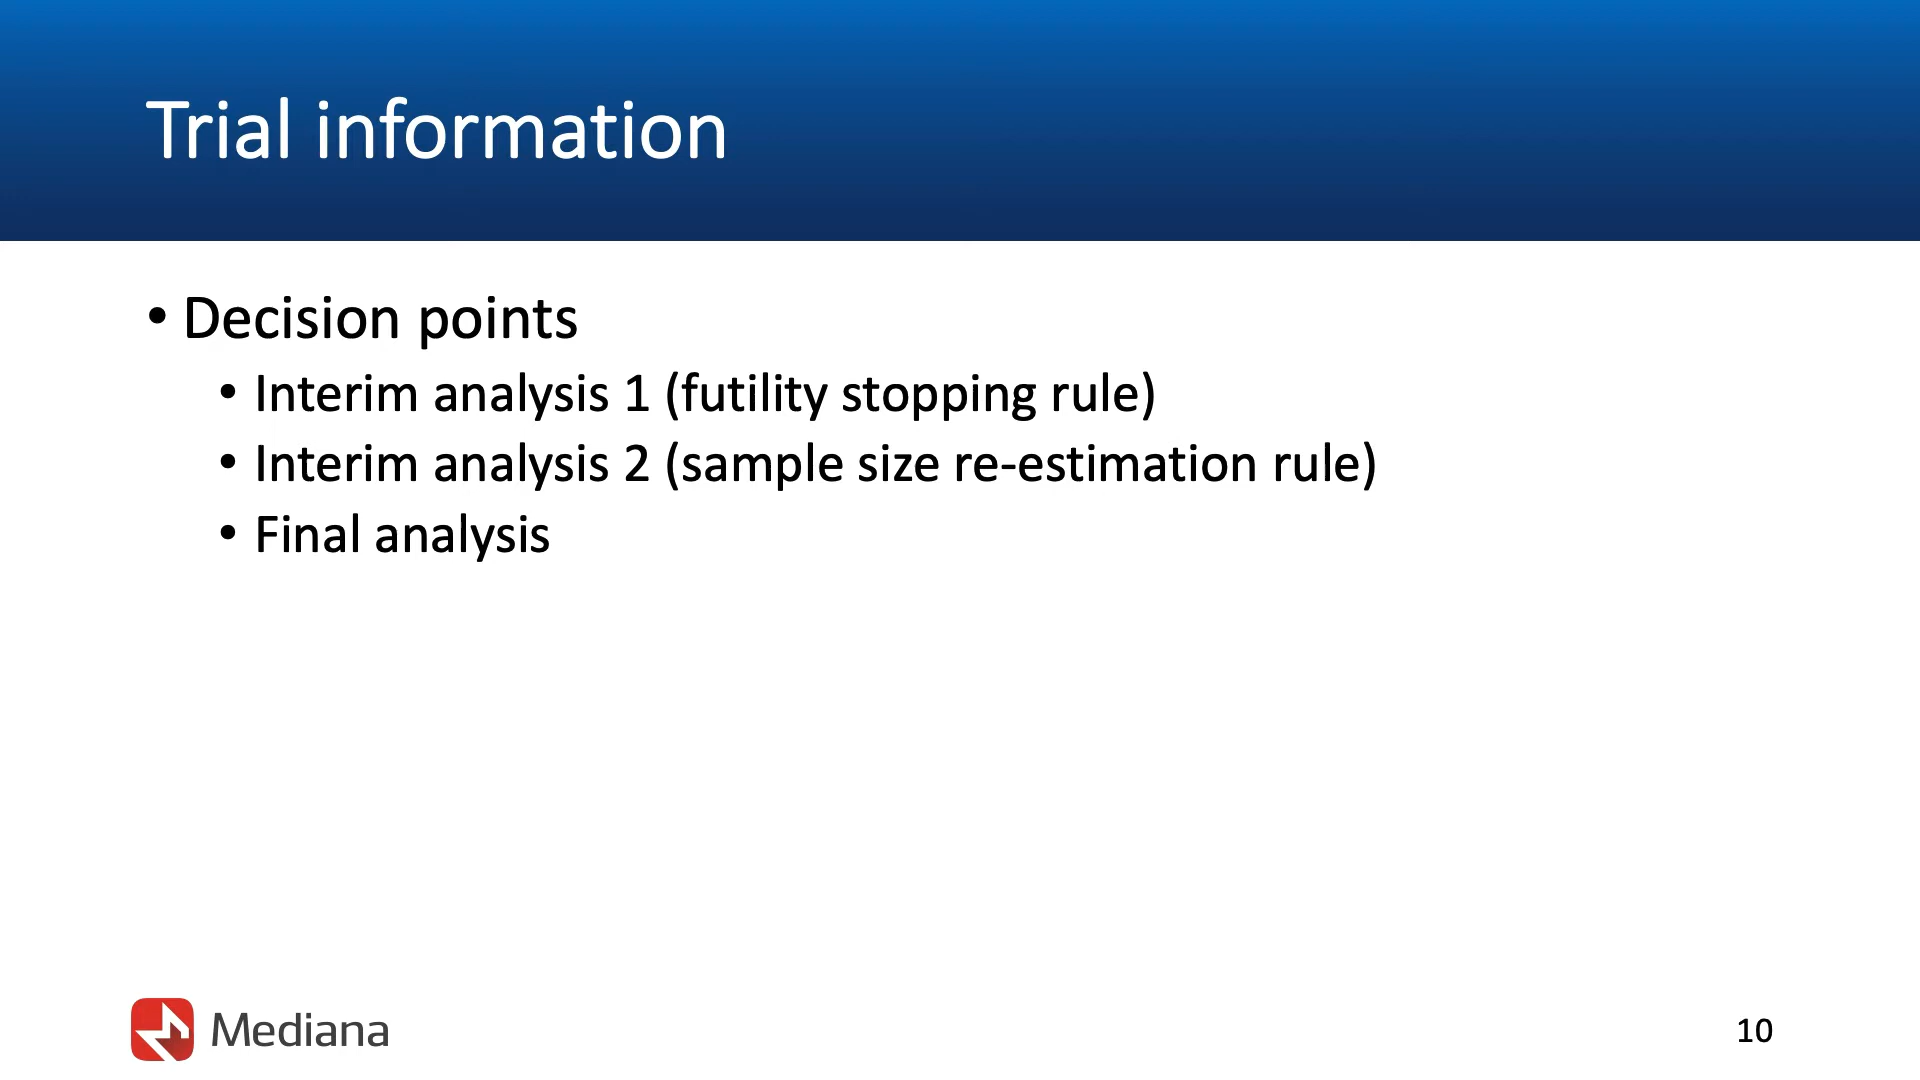 Trial information
• Decision points
• Interim analysis 1 (futility stopping rule)
• Interim analysis 2 (sample size re-estimation rule)
• Final analysis
Mediana
10